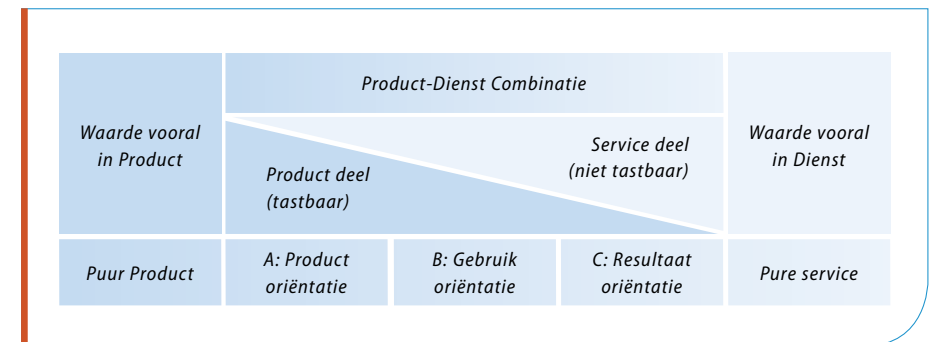 Product-Dienst Combinatie
Waarde vooral
in Product
Product deel
(tastbaar)
Service deel
(niet tastbaar)
Waarde vooral
in Dienst
Puur Product
A: Product
oriëntatie
B: Gebruik
oriëntatie
C: Resultaat
oriëntatie
Pure service